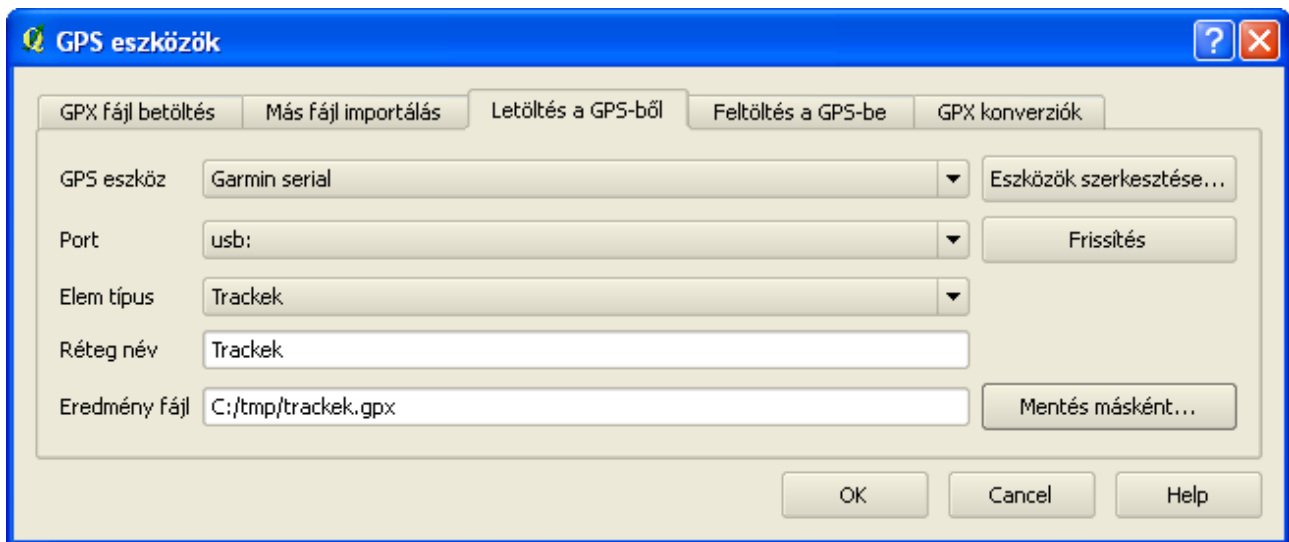 GPS eszközök
GPX fájl betöltés Más fájl importálás Letöltés a GPS-ből Feltöltés a GPS-be GPX konverziók
GPS eszköz Garmin serial Eszközök szerkesztése...
Port usb: Frissítés
Elem típus Trackek
Réteg név Trackek
Eredmény fájl C:/tmp/trackek.gpx Mentés másként...
OK Cancel Help